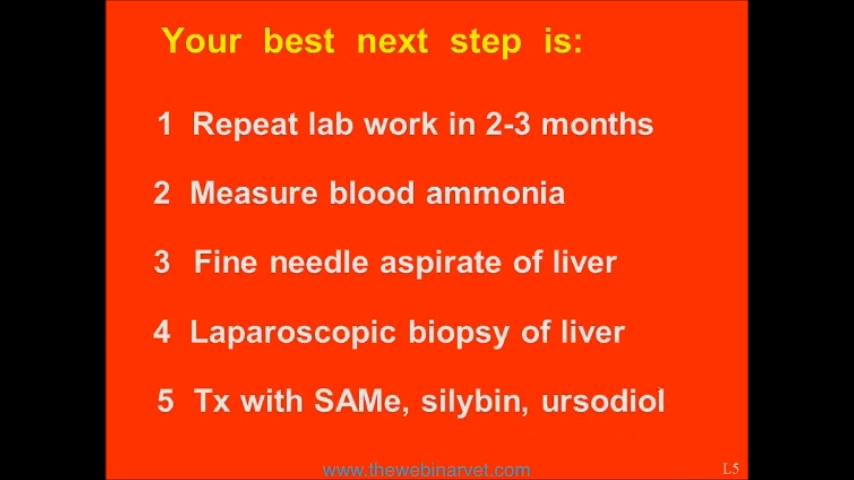 Your best next step is:
1 Repeat lab work in 2-3 months
2 Measure blood ammonia
3 Fine needle aspirate of liver
4 Laparoscopic biopsy of liver
5 Tx with SAMe, silybin, ursodiol
www.thewebinarvet.com
L5